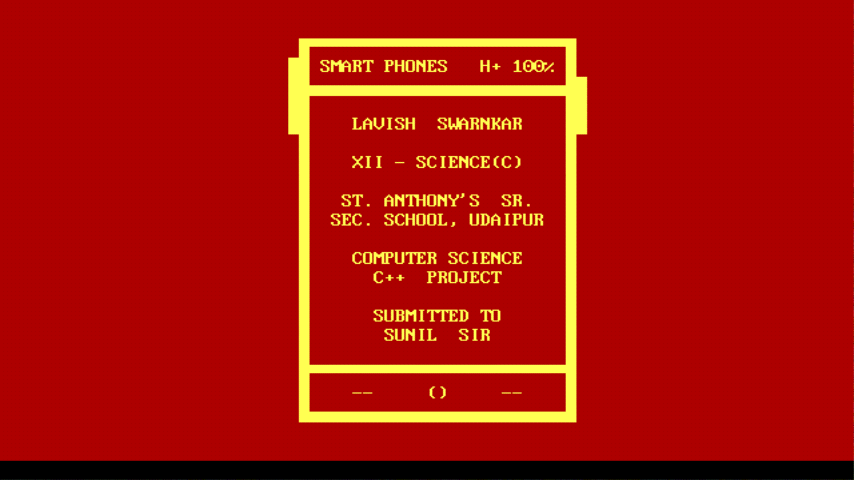 SMART PHONES H+ 100%
LAVISH SWARNKAR
XII - SCIENCE(C)
ST. ANTHONY'S SR.
SEC. SCHOOL, UDAIPUR
COMPUTER SCIENCE
C++ PROJECT
SUBMITTED TO
SUNIL SIR
-- () --